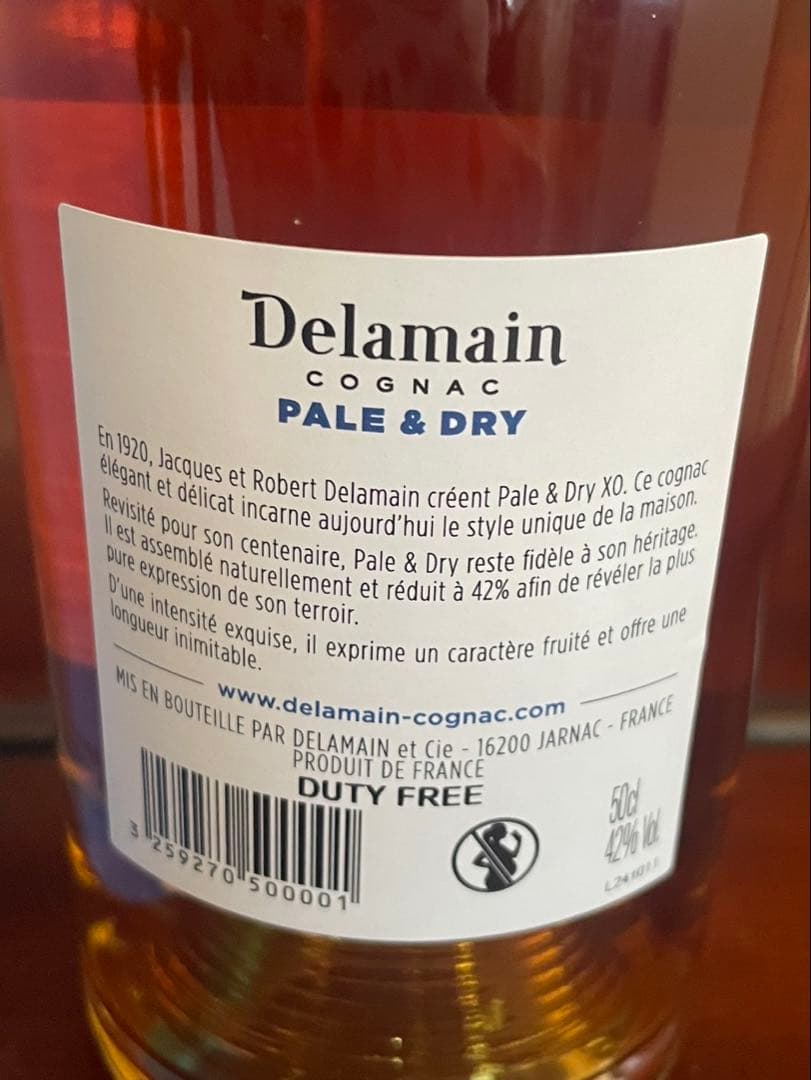 Delamain
COGNAC
PALE & DRY
En 1920, Jacques et Robert Delamain créent Pale & Dry XO. Ce cognac
élégant et délicat incarne aujourd'hui le style unique de la maison.
Revisité pour son centenaire, Pale & Dry reste fidèle à son héritage.
Il est assemblé naturellement et réduit à 42% afin de révéler la plus
pure expression de son terroir.
D'une intensité exquise, il exprime un caractère fruité et offre une
longueur inimitable.
www.delamain-cognac.com
MIS EN BOUTEILLE PAR DELAMAIN et Cie - 16200 JARNAC - FRANCE
PRODUIT DE FRANCE
DUTY FREE
3 259270 500001
50cl
42% Vol.